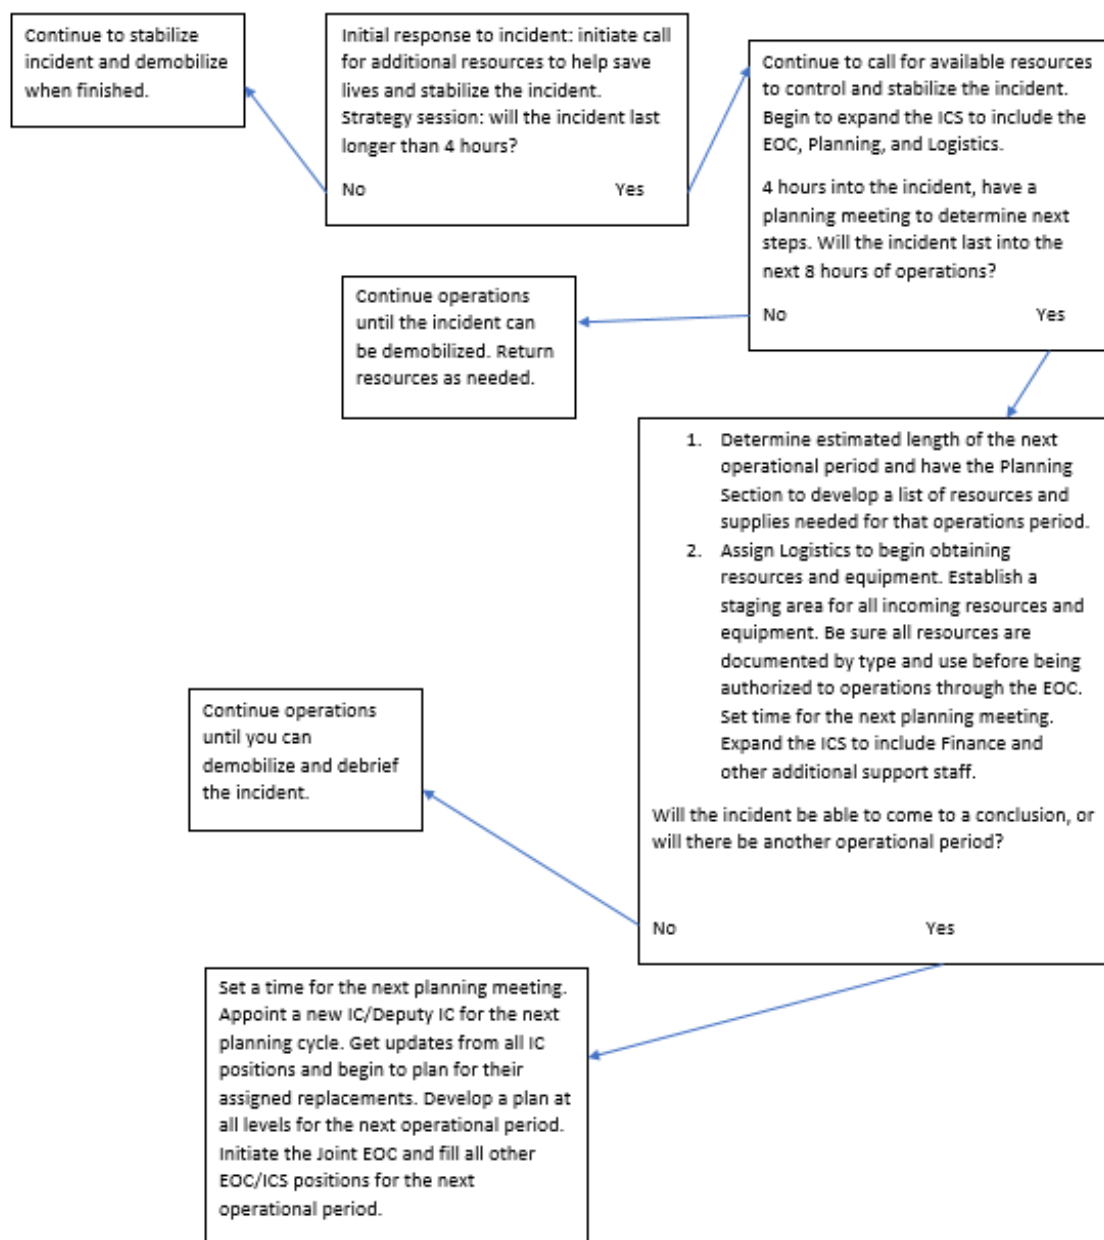 Continue to stabilize
incident and demobilize
when finished.
Initial response to incident: initiate call
for additional resources to help save
lives and stabilize the incident.
Strategy session: will the incident last
longer than 4 hours?
No Yes
Continue to call for available resources
to control and stabilize the incident.
Begin to expand the ICS to include the
EOC, Planning, and Logistics.
4 hours into the incident, have a
planning meeting to determine next
steps. Will the incident last into the
next 8 hours of operations?
No Yes
Continue operations
until the incident can
be demobilized. Return
resources as needed.
1. Determine estimated length of the next
operational period and have the Planning
Section to develop a list of resources and
supplies needed for that operations period.
2. Assign Logistics to begin obtaining
resources and equipment. Establish a
staging area for all incoming resources and
equipment. Be sure all resources are
documented by type and use before being
authorized to operations through the EOC.
Set time for the next planning meeting.
Expand the ICS to include Finance and
other additional support staff.
Will the incident be able to come to a conclusion, or
will there be another operational period?
No Yes
Continue operations
until you can
demobilize and debrief
the incident.
Set a time for the next planning meeting.
Appoint a new IC/Deputy IC for the next
planning cycle. Get updates from all IC
positions and begin to plan for their
assigned replacements. Develop a plan at
all levels for the next operational period.
Initiate the Joint EOC and fill all other
EOC/ICS positions for the next
operational period.